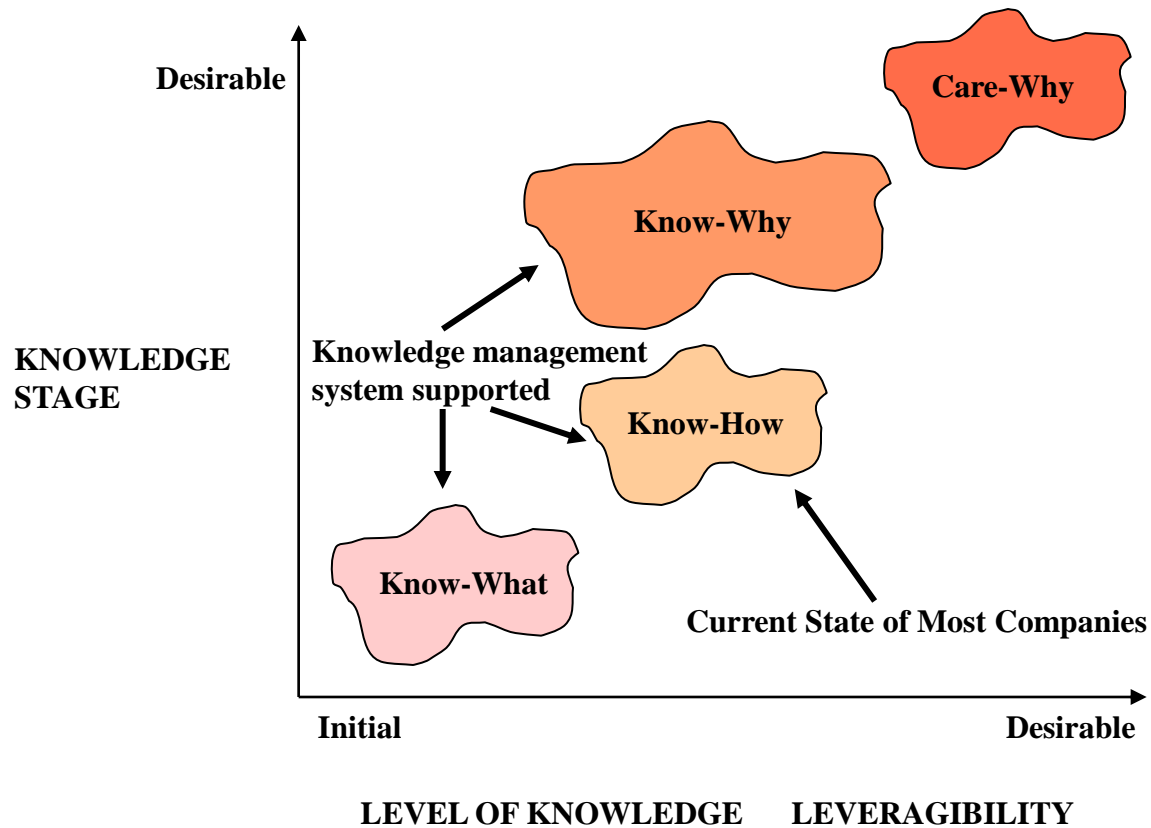 Desirable
Care-Why
Know-Why
KNOWLEDGE
STAGE
Knowledge management
system supported
Know-How
Know-What
Current State of Most Companies
Initial
Desirable
LEVEL OF KNOWLEDGE LEVERAGIBILITY